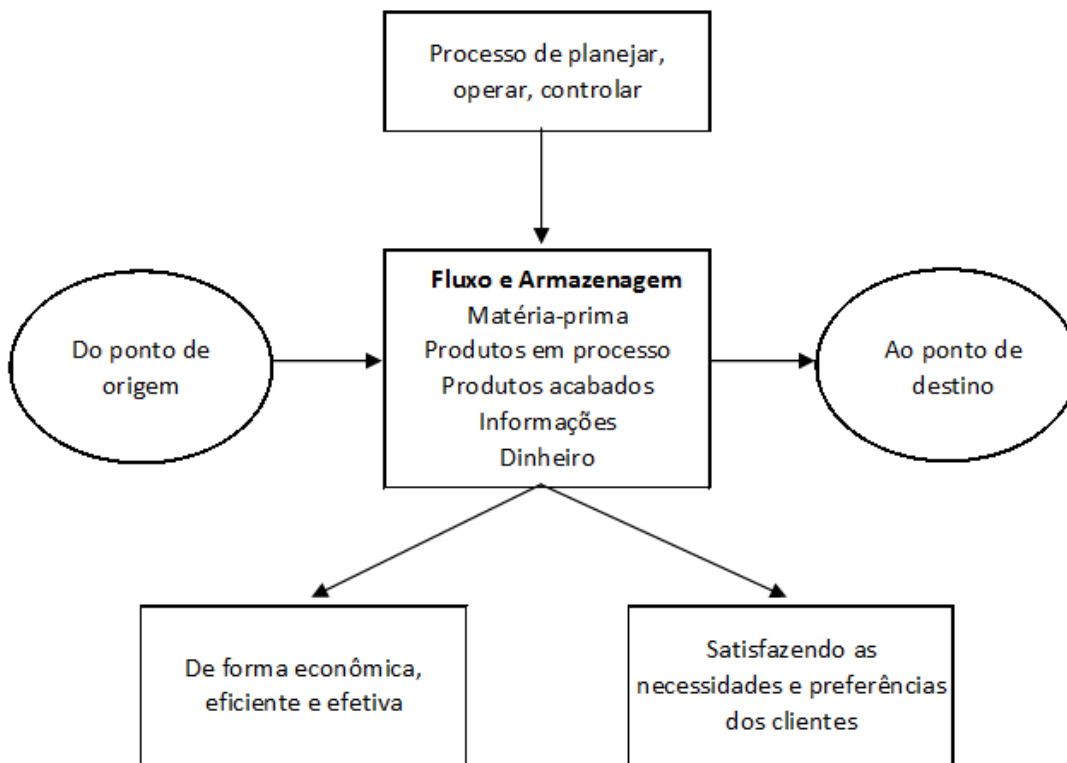 Processo de planejar,
operar, controlar
Do ponto de
origem
Fluxo e Armazenagem
Matéria-prima
Produtos em processo
Produtos acabados
Informações
Dinheiro
Ao ponto de
destino
De forma econômica,
eficiente e efetiva
Satisfazendo as
necessidades e preferências
dos clientes